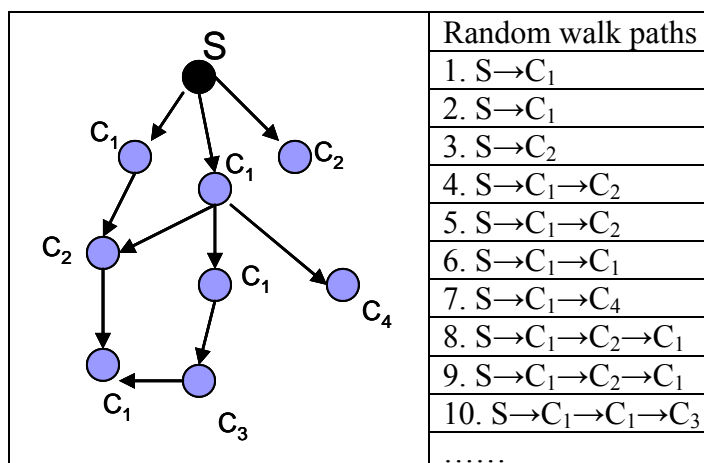 S
C₁
C₁
C₂
C₂
C₁
C₄
C₁
C₃
Random walk paths
1. S→C₁
2. S→C₁
3. S→C₂
4. S→C₁→C₂
5. S→C₁→C₂
6. S→C₁→C₁
7. S→C₁→C₄
8. S→C₁→C₂→C₁
9. S→C₁→C₂→C₁
10. S→C₁→C₁→C₃
……